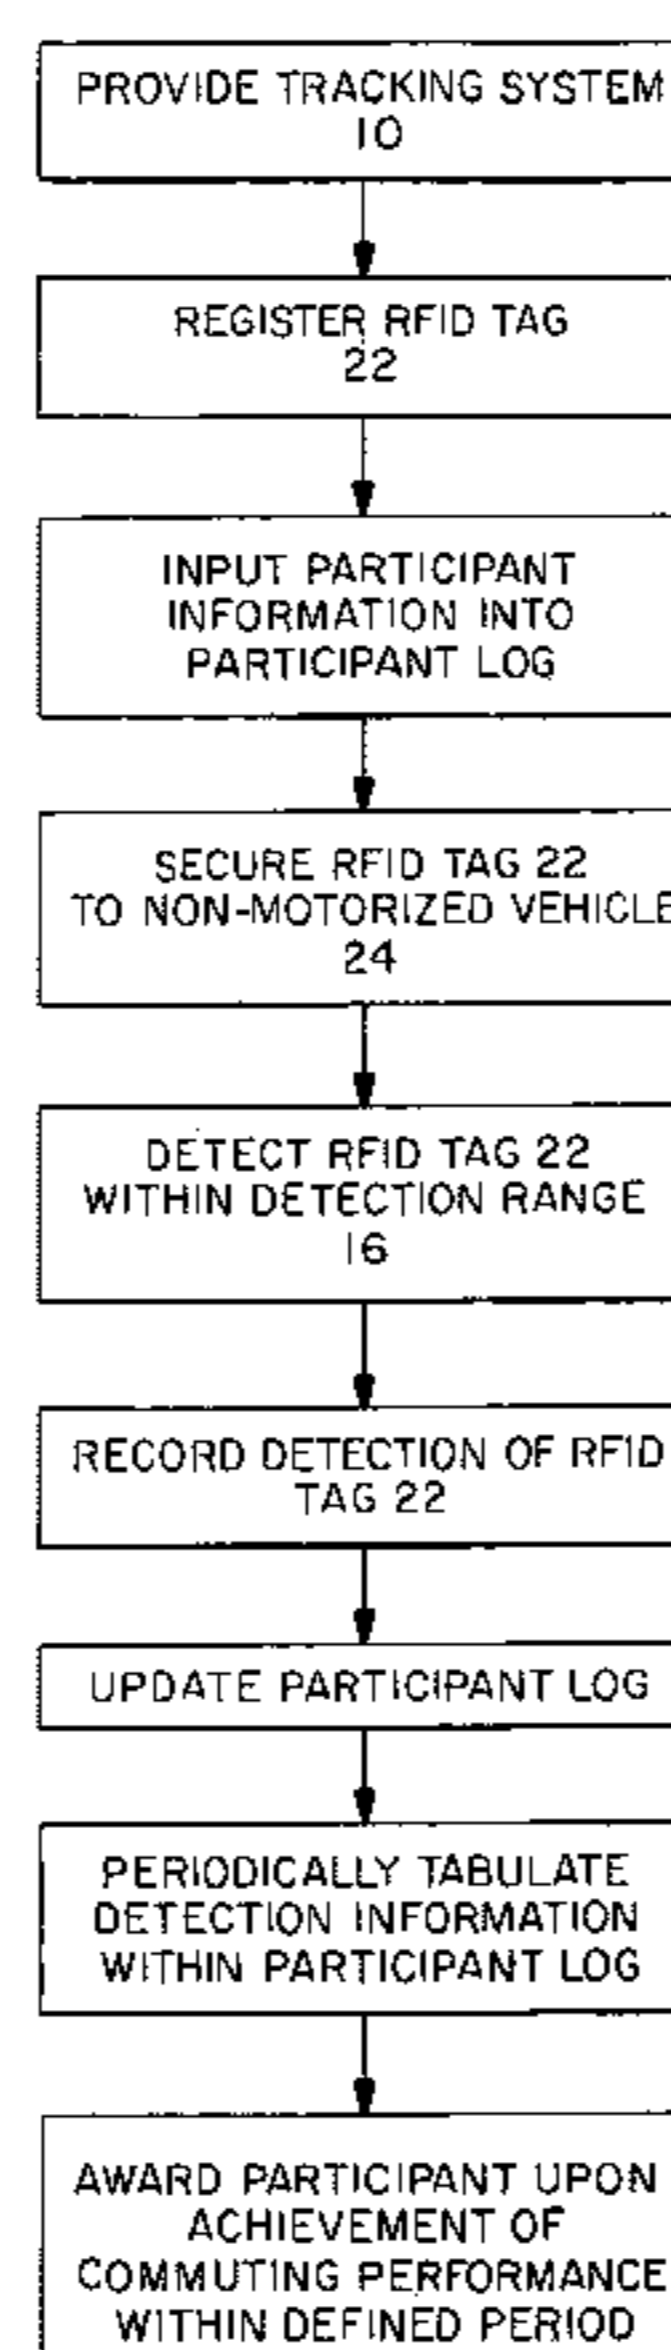 PROVIDE TRACKING SYSTEM
10
REGISTER RFID TAG
22
INPUT PARTICIPANT
INFORMATION INTO
PARTICIPANT LOG
SECURE RFID TAG 22
TO NON-MOTORIZED VEHICLE
24
DETECT RFID TAG 22
WITHIN DETECTION RANGE
16
RECORD DETECTION OF RFID
TAG 22
UPDATE PARTICIPANT LOG
PERIODICALLY TABULATE
DETECTION INFORMATION
WITHIN PARTICIPANT LOG
AWARD PARTICIPANT UPON
ACHIEVEMENT OF
COMMUTING PERFORMANCE
WITHIN DEFINED PERIOD